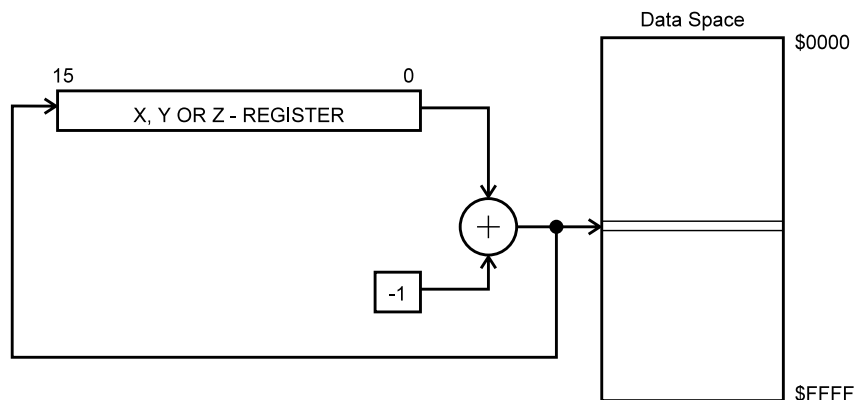 Data Space
$0000
15
0
X, Y OR Z - REGISTER
+
-1
$FFFF